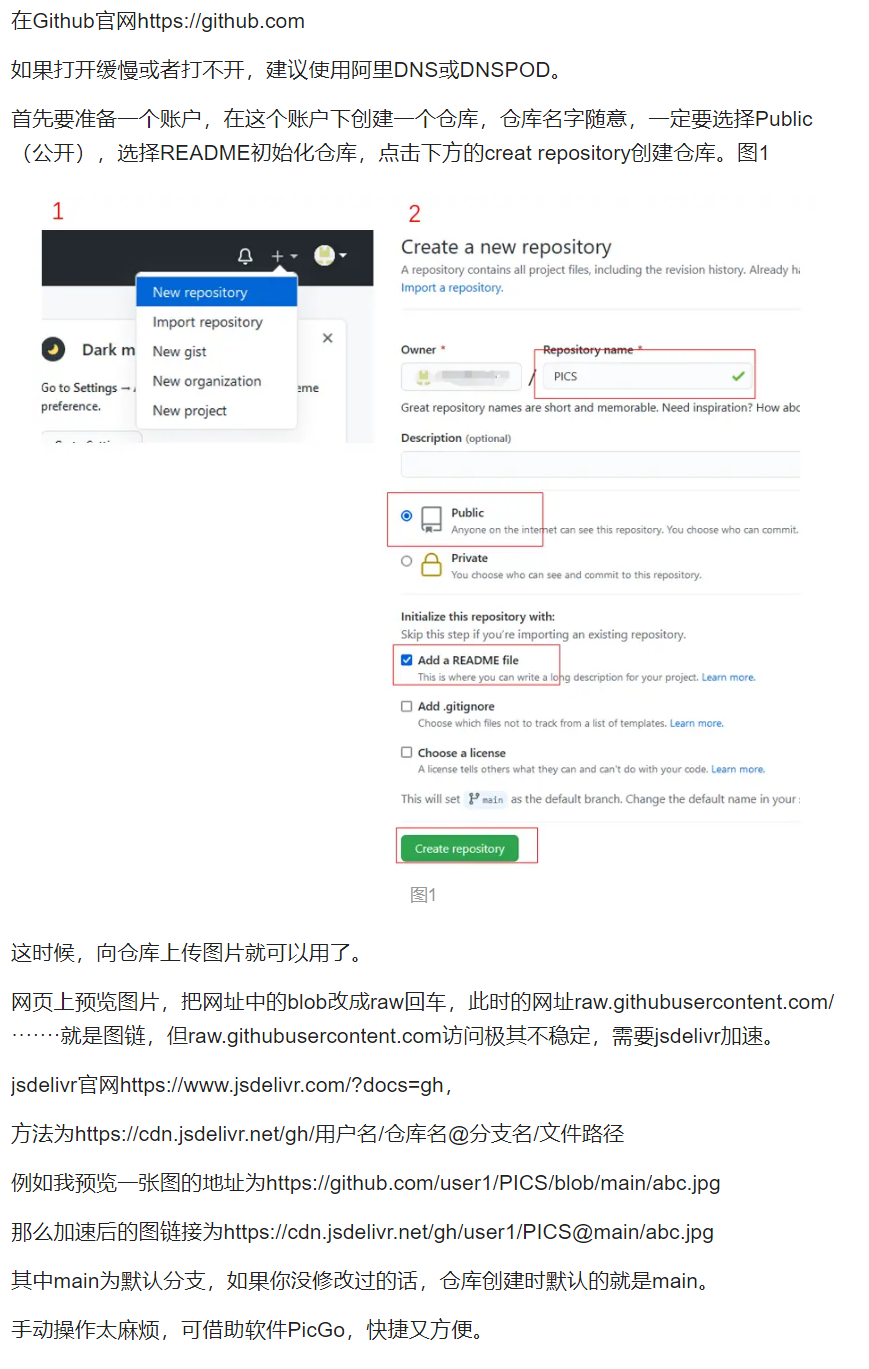 在Github官网https://github.com
如果打开缓慢或者打不开，建议使用阿里DNS或DNSPOD。
首先要准备一个账户，在这个账户下创建一个仓库，仓库名字随意，一定要选择Public
（公开），选择README初始化仓库，点击下方的creat repository创建仓库。图1
1
New repository
Import repository
New gist
New organization
New project
Dark m
Go to Settings →
eme
preference.
2
Create a new repository
A repository contains all project files, including the revision history. Already ha
Import a repository.
Owner *
Repository name *
/
PICS
Great repository names are short and memorable. Need inspiration? How abo
Description (optional)
Public
Anyone on the internet can see this repository. You choose who can commit.
Private
You choose who can see and commit to this repository.
Initialize this repository with:
Skip this step if you're importing an existing repository.
Add a README file
This is where you can write a long description for your project. Learn more.
Add .gitignore
Choose which files not to track from a list of templates. Learn more.
Choose a license
A license tells others what they can and can't do with your code. Learn more.
This will set main as the default branch. Change the default name in your
Create repository
图1
这时候，向仓库上传图片就可以用了。
网页上预览图片，把网址中的blob改成raw回车，此时的网址raw.githubusercontent.com/
……就是图链，但raw.githubusercontent.com访问极其不稳定，需要jsdelivr加速。
jsdelivr官网https://www.jsdelivr.com/?docs=gh，
方法为https://cdn.jsdelivr.net/gh/用户名/仓库名@分支名/文件路径
例如我预览一张图的地址为https://github.com/user1/PICS/blob/main/abc.jpg
那么加速后的图链接为https://cdn.jsdelivr.net/gh/user1/PICS@main/abc.jpg
其中main为默认分支，如果你没修改过的话，仓库创建时默认的就是main。
手动操作太麻烦，可借助软件PicGo，快捷又方便。